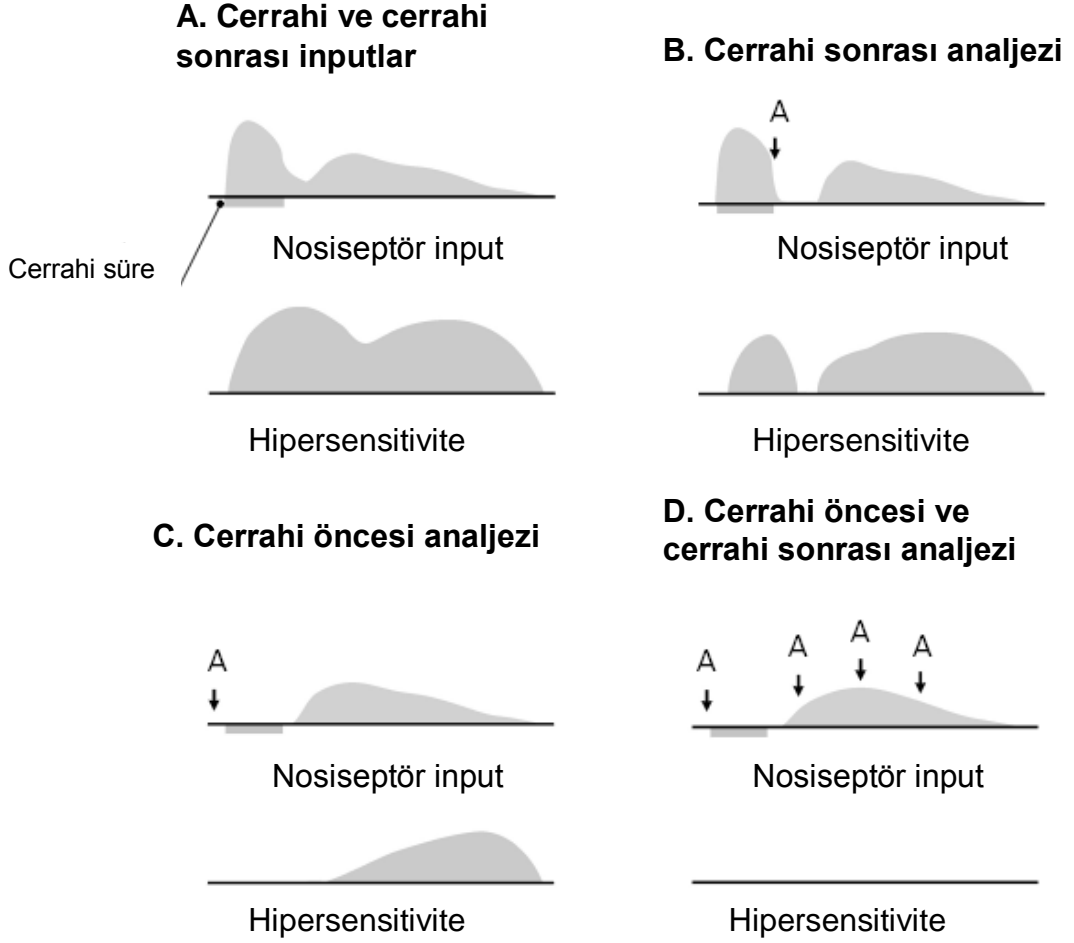 A. Cerrahi ve cerrahi
sonrası inputlar
Cerrahi süre
Nosiseptör input
Hipersensitivite
B. Cerrahi sonrası analjezi
A
Nosiseptör input
Hipersensitivite
C. Cerrahi öncesi analjezi
A
Nosiseptör input
Hipersensitivite
D. Cerrahi öncesi ve
cerrahi sonrası analjezi
A A A A
Nosiseptör input
Hipersensitivite